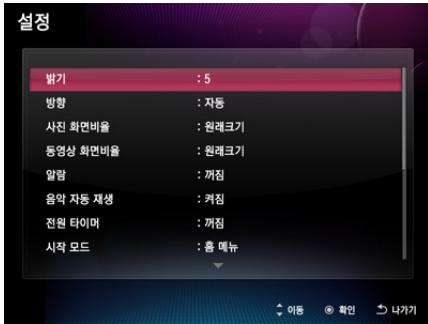 설정
밝기 : 5
방향 : 자동
사진 화면비율 : 원래크기
동영상 화면비율 : 원래크기
알람 : 꺼짐
음악 자동 재생 : 켜짐
전원 타이머 : 꺼짐
시작 모드 : 홈 메뉴
이동 확인 나가기